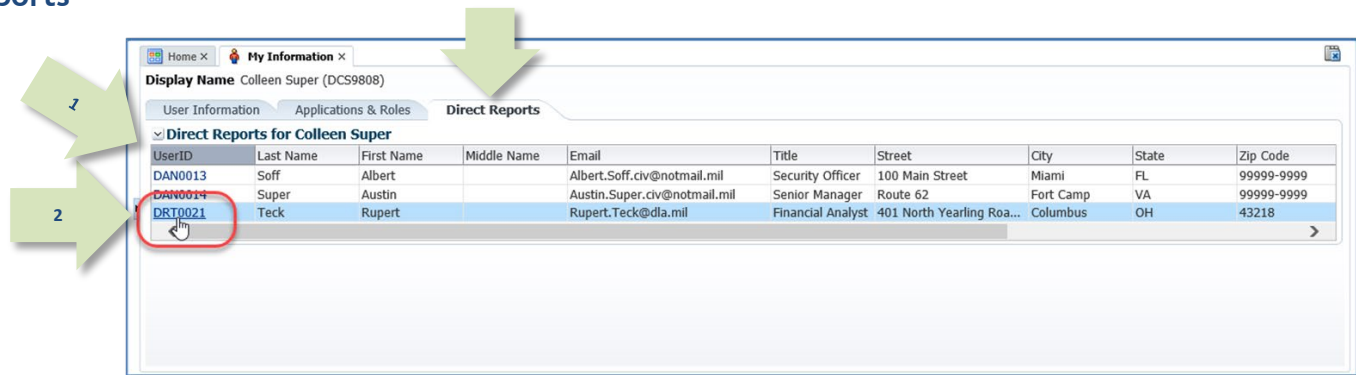 Home × My Information ×
Display Name Colleen Super (DCS9808)
1
User Information Applications & Roles Direct Reports
Direct Reports for Colleen Super
UserID Last Name First Name Middle Name Email Title Street City State Zip Code
DAN0013 Soff Albert Albert.Soff.civ@notmail.mil Security Officer 100 Main Street Miami FL 99999-9999
DAN0014 Super Austin Austin.Super.civ@notmail.mil Senior Manager Route 62 Fort Camp VA 99999-9999
2 DRT0021 Teck Rupert Rupert.Teck@dla.mil Financial Analyst 401 North Yearling Roa... Columbus OH 43218